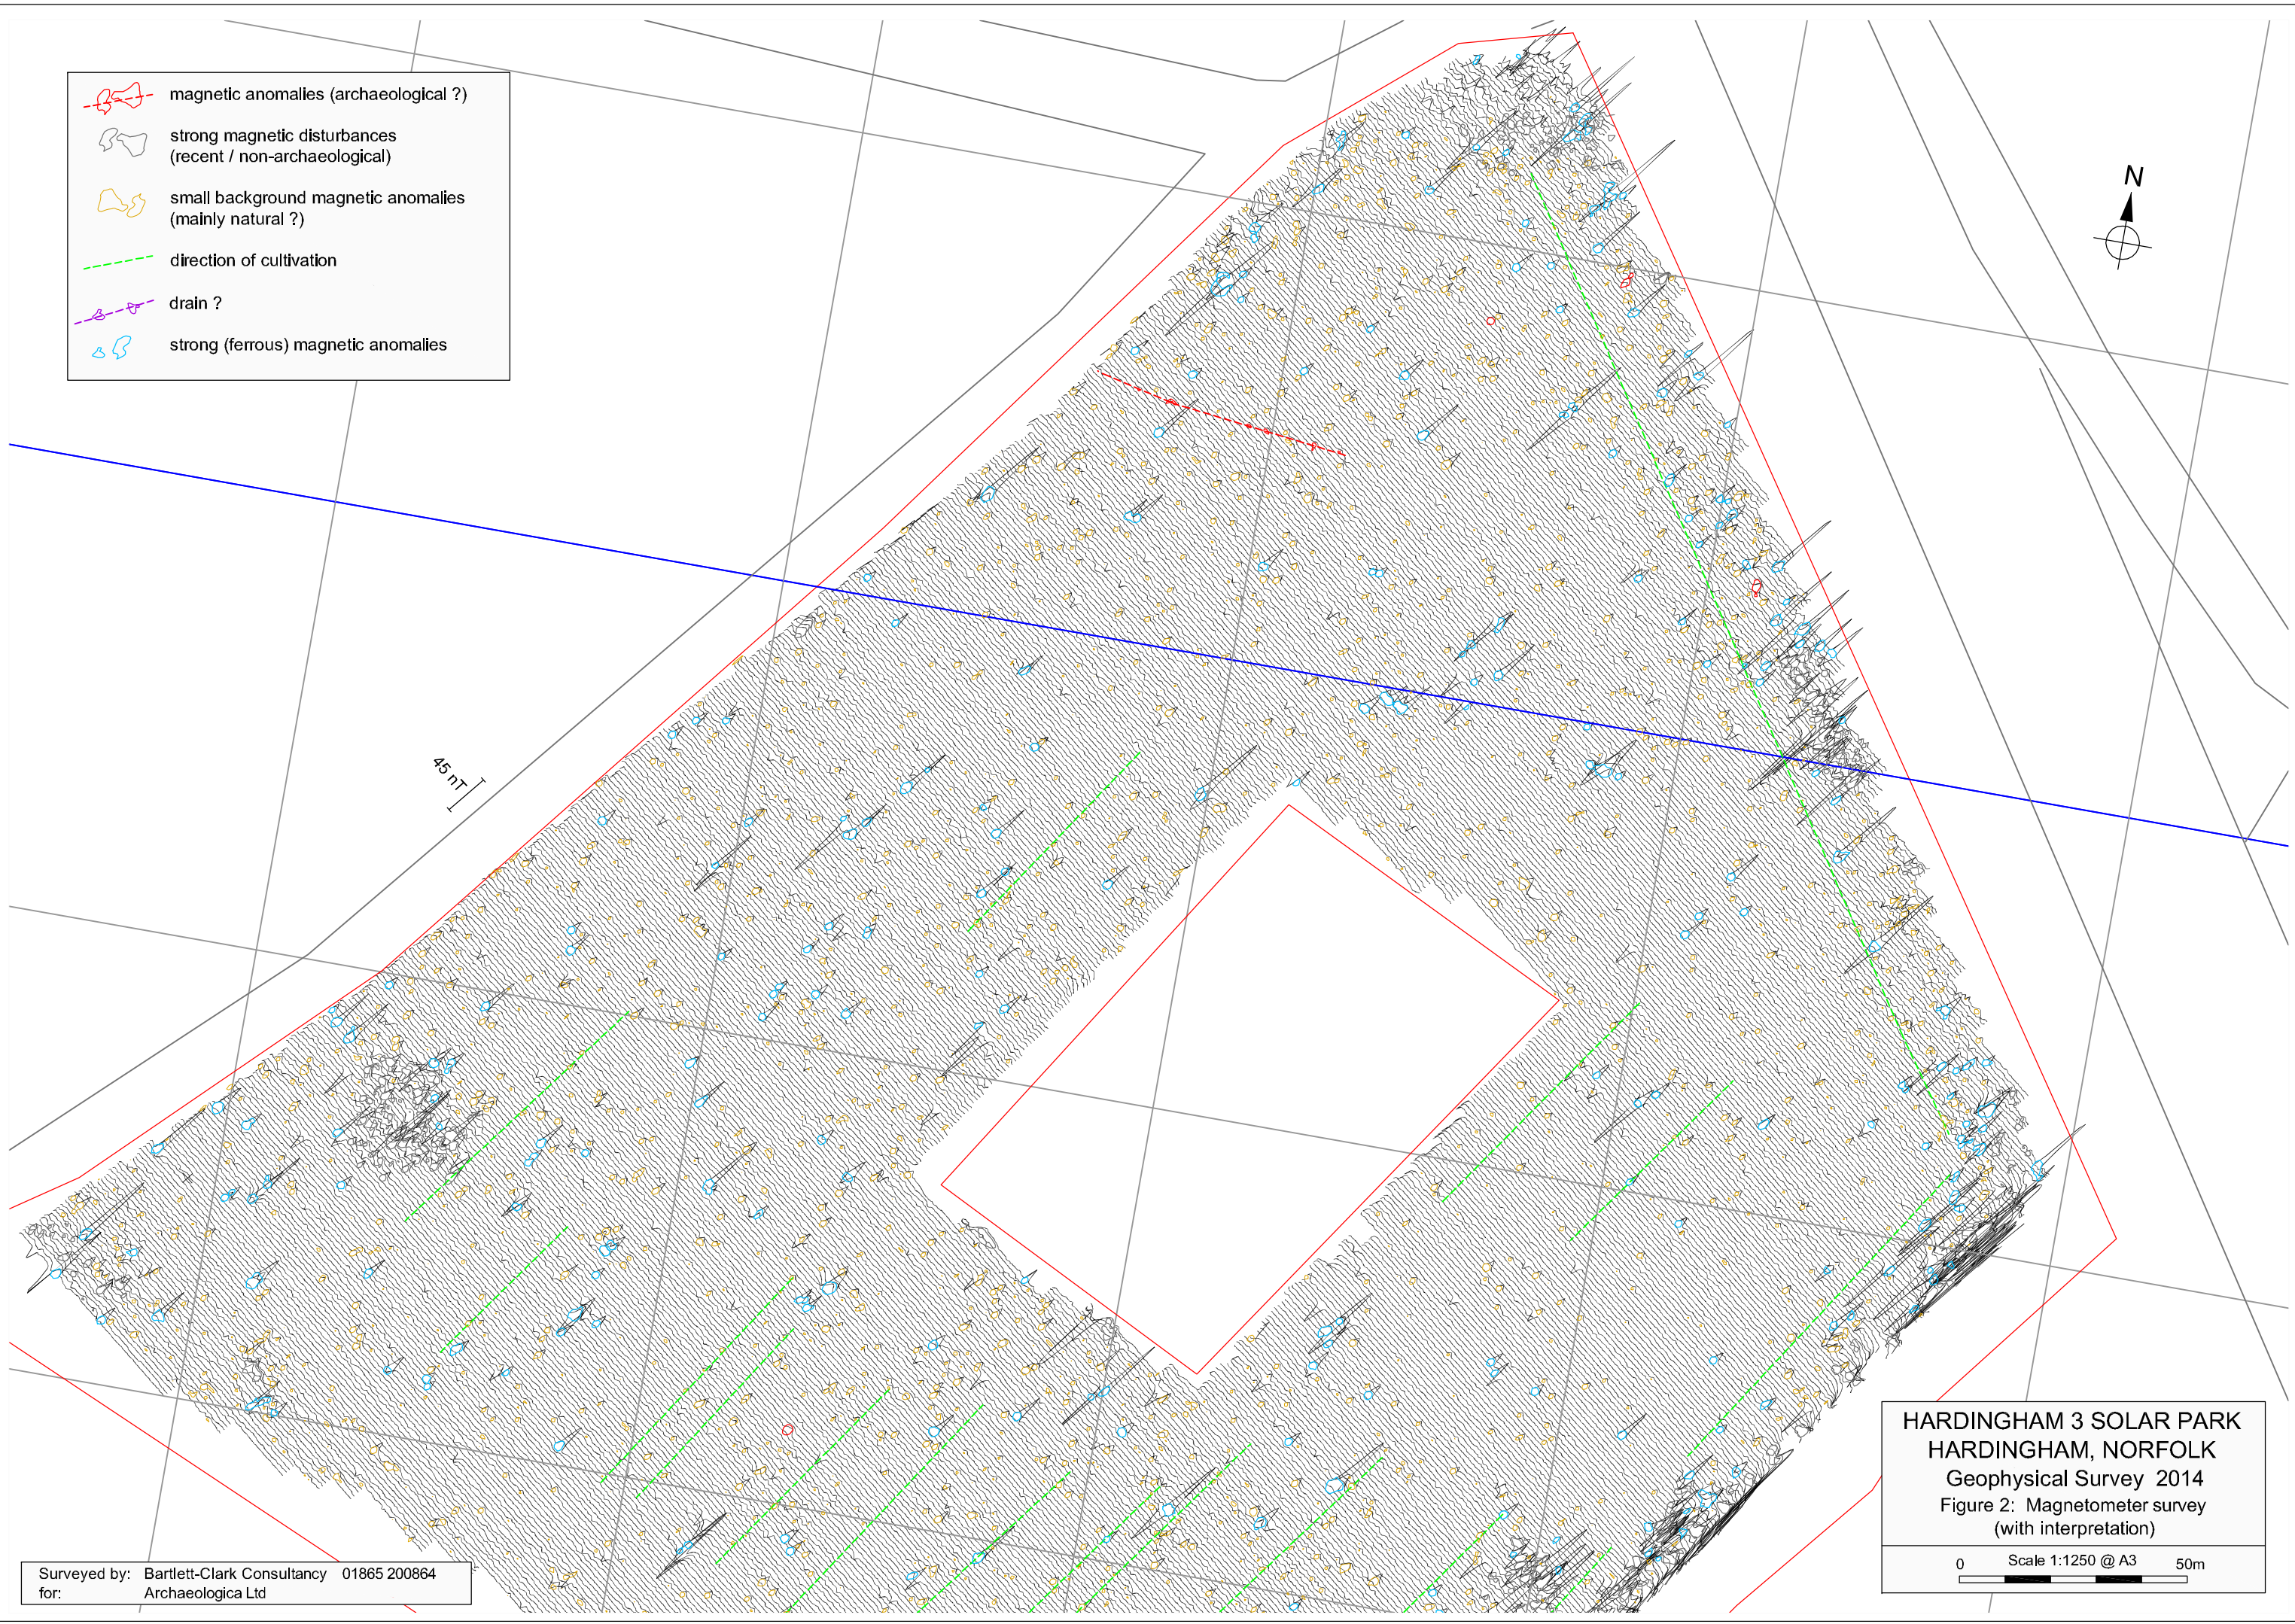 magnetic anomalies (archaeological ?)
strong magnetic disturbances
(recent / non-archaeological)
small background magnetic anomalies
(mainly natural ?)
direction of cultivation
drain ?
strong (ferrous) magnetic anomalies
N
45 nT
HARDINGHAM 3 SOLAR PARK
HARDINGHAM, NORFOLK
Geophysical Survey 2014
Figure 2: Magnetometer survey
(with interpretation)
0 Scale 1:1250 @ A3 50m
Surveyed by: Bartlett-Clark Consultancy 01865 200864
for: Archaeologica Ltd